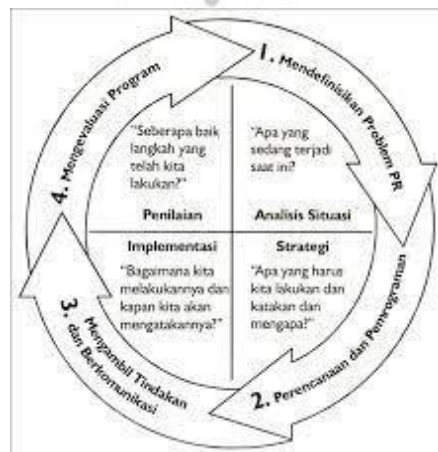 1. Mendefinisikan Problem PR
"Apa yang
sedang terjadi
saat ini?
Analisis Situasi
2. Perencanaan dan Pemrograman
Strategi
"Apa yang harus
kita lakukan dan
katakan dan
mengapa?"
3. Mengambil Tindakan
dan Berkomunikasi
Implementasi
"Bagaimana kita
melakukannya dan
kapan kita akan
mengatakannya?"
4. Mengevaluasi Program
"Seberapa baik
langkah yang
telah kita
lakukan?"
Penilaian